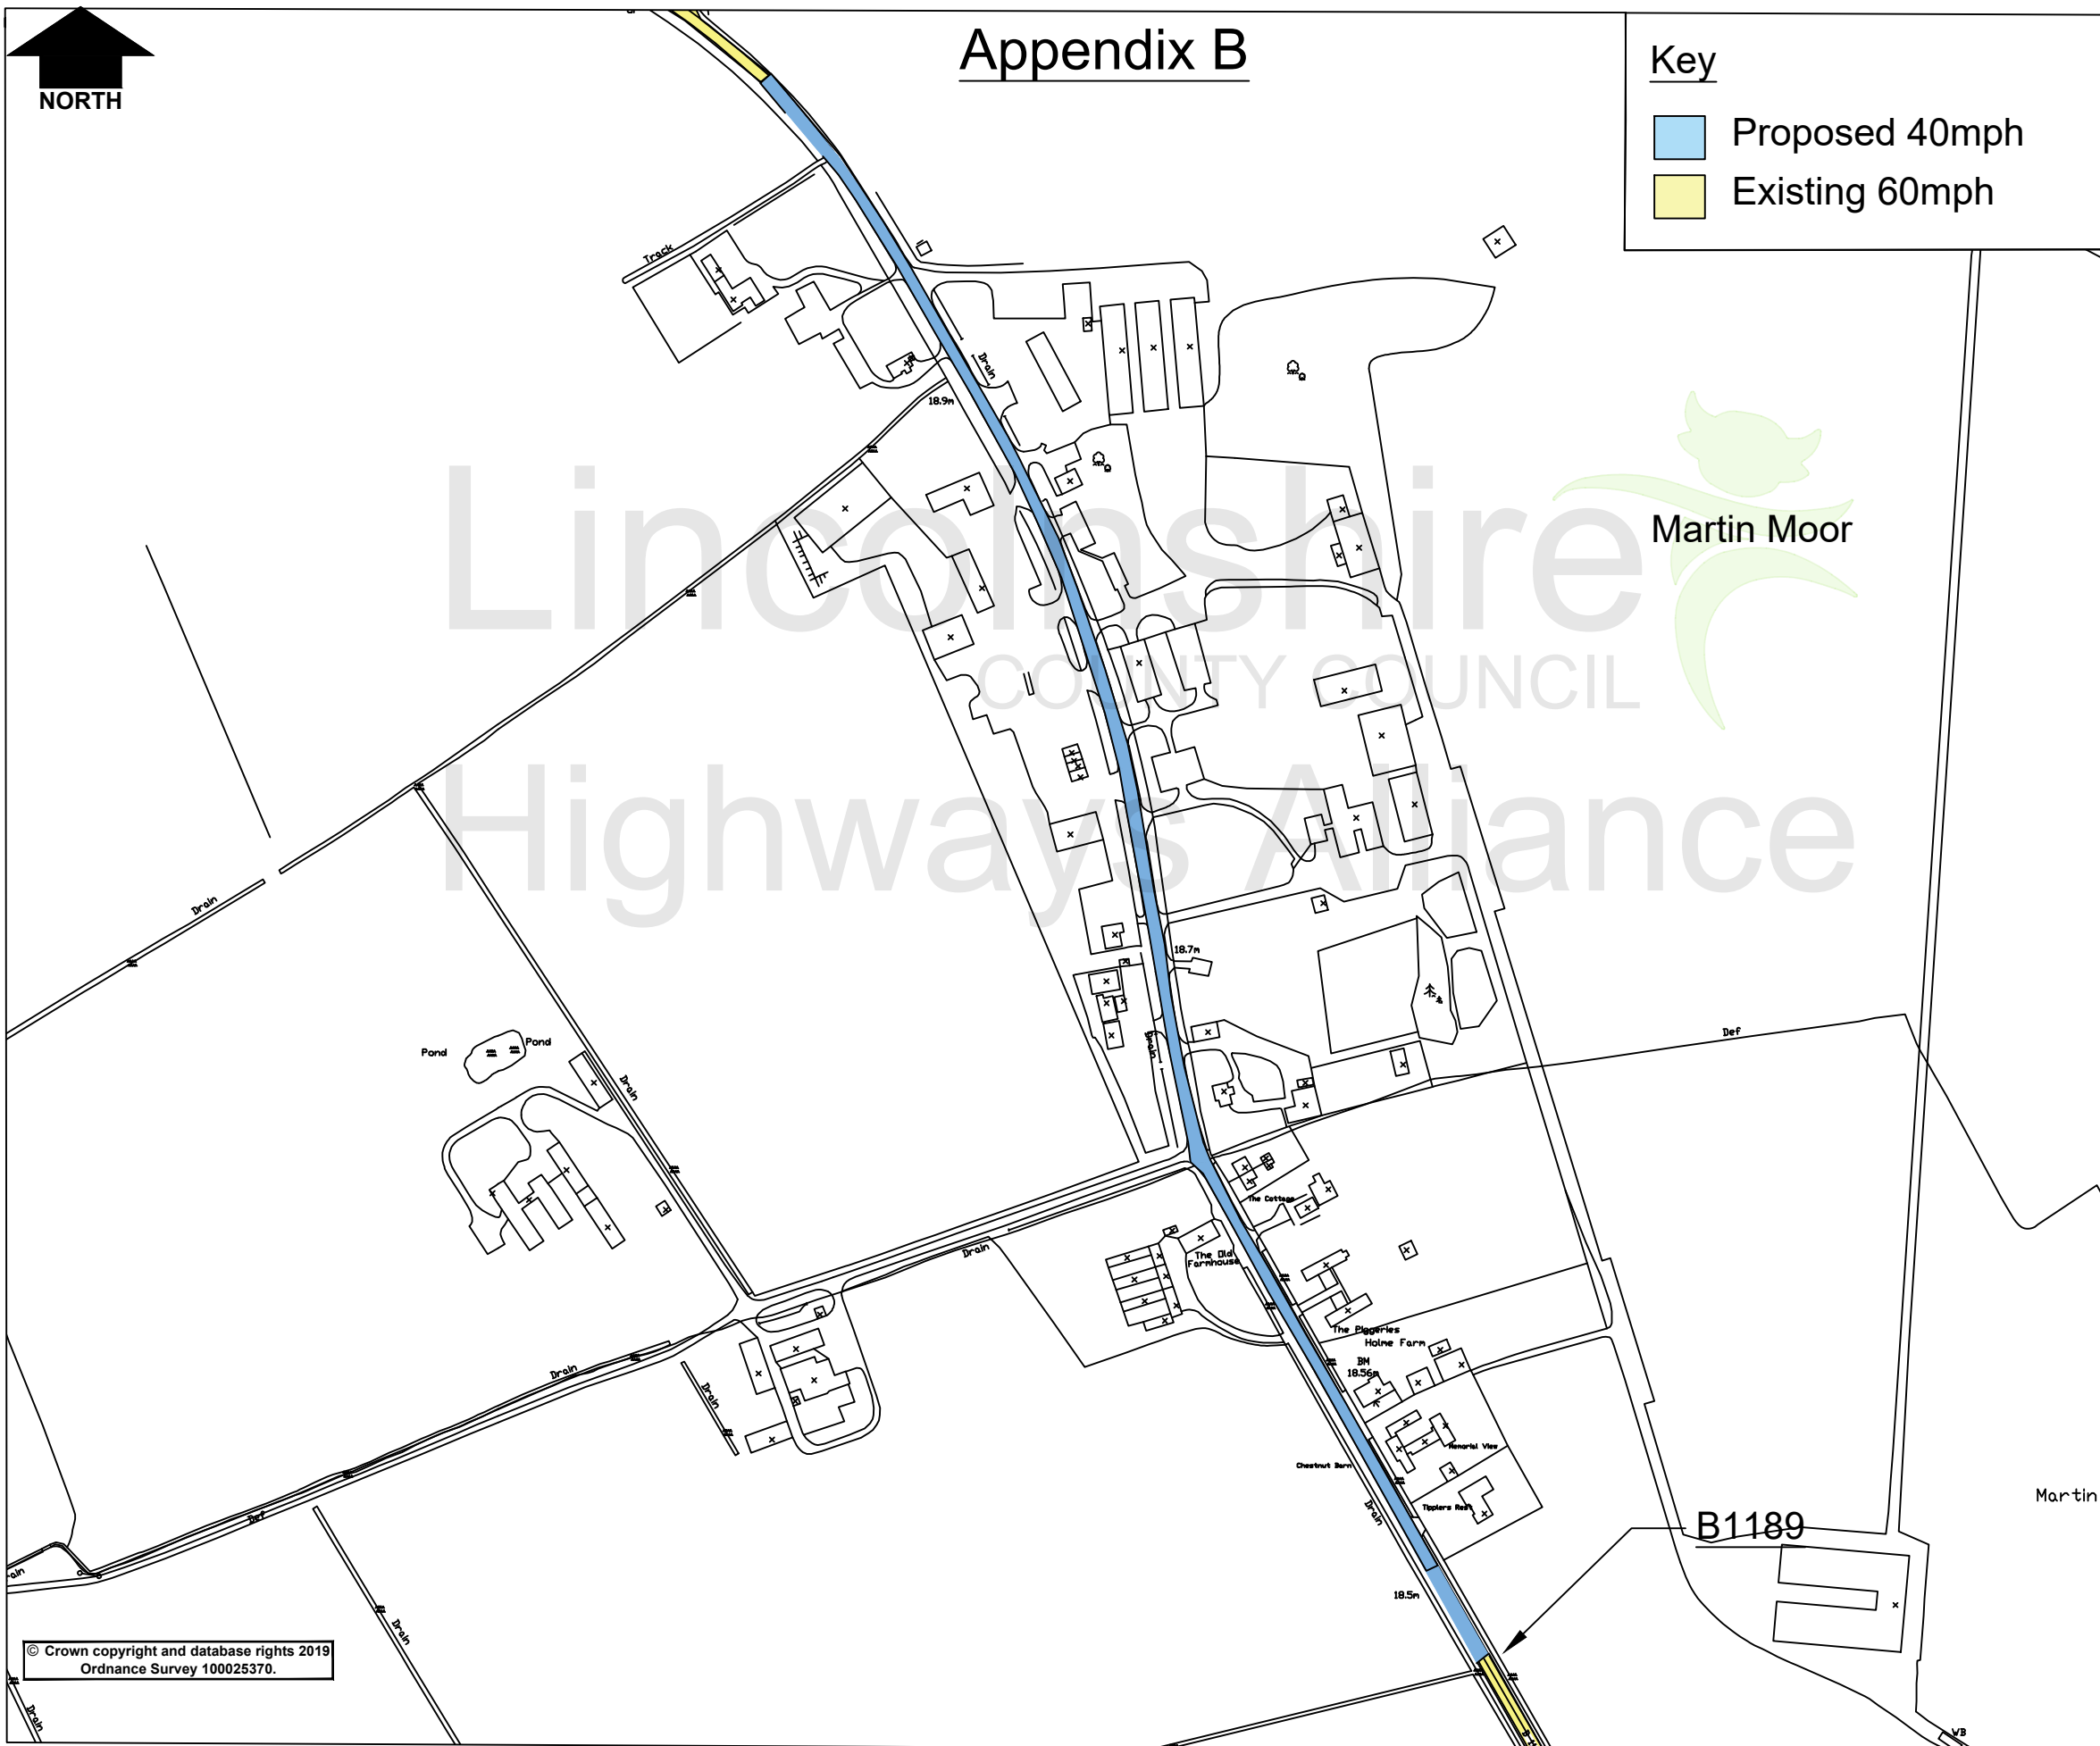 Appendix B
NORTH
Key
Proposed 40mph
Existing 60mph
Track
Drain
18.9m
Lincolnshire
COUNTY COUNCIL
Highways Alliance
Martin Moor
Drain
18.7m
Def
Drain
Pond
Pond
Drain
The Cottage
Drain
The Old
Farmhouse
The Piggeries
Holme Farm
BM
18.56m
Drain
Drain
Memorial View
Chestnut Barn
Tipplers Rest
Drain
Martin
B1189
Def
18.5m
Drain
© Crown copyright and database rights 2019
Ordnance Survey 100025370.
Drain
WB